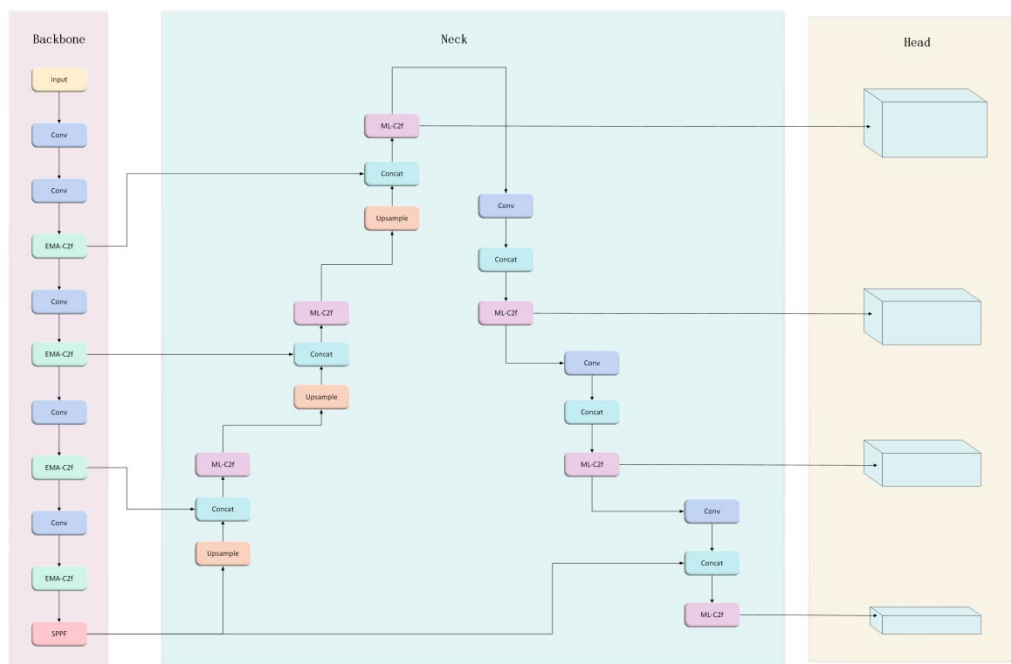 Backbone
input
Conv
Conv
EMA-C2f
Conv
EMA-C2f
Conv
EMA-C2f
Conv
EMA-C2f
SPPF
Neck
ML-C2f
Concat
Upsample
ML-C2f
Concat
Upsample
ML-C2f
Concat
Upsample
Conv
Concat
ML-C2f
Conv
Concat
ML-C2f
Conv
Concat
ML-C2f
Head